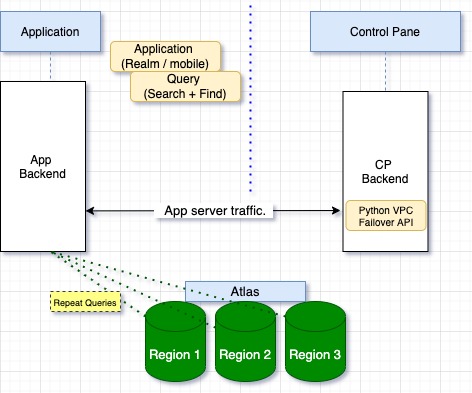 Application
Control Pane
Application
(Realm / mobile)
Query
(Search + Find)
App
Backend
CP
Backend
Python VPC
Failover API
App server traffic.
Atlas
Repeat Queries
Region 1
Region 2
Region 3